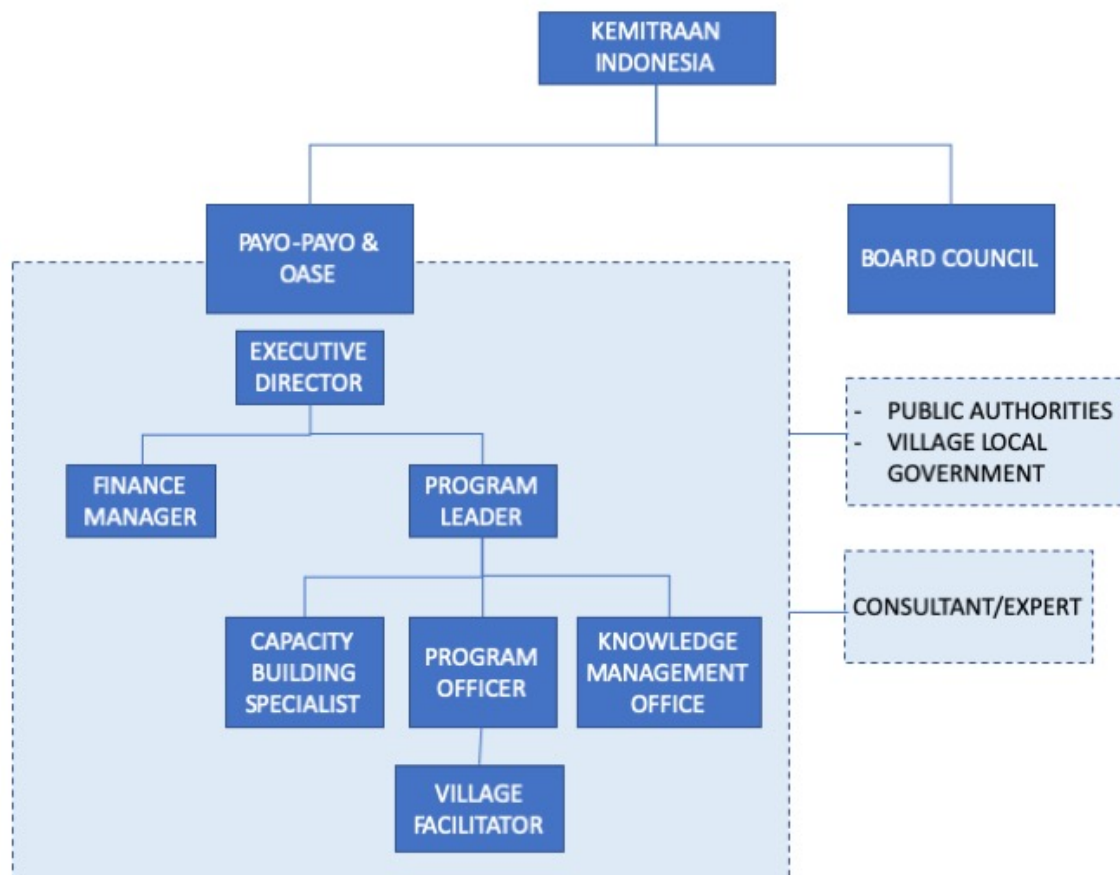 KEMITRAAN
INDONESIA
PAYO-PAYO &
OASE
BOARD COUNCIL
EXECUTIVE
DIRECTOR
- PUBLIC AUTHORITIES
- VILLAGE LOCAL
GOVERNMENT
FINANCE
MANAGER
PROGRAM
LEADER
CONSULTANT/EXPERT
CAPACITY
BUILDING
SPECIALIST
PROGRAM
OFFICER
KNOWLEDGE
MANAGEMENT
OFFICE
VILLAGE
FACILITATOR